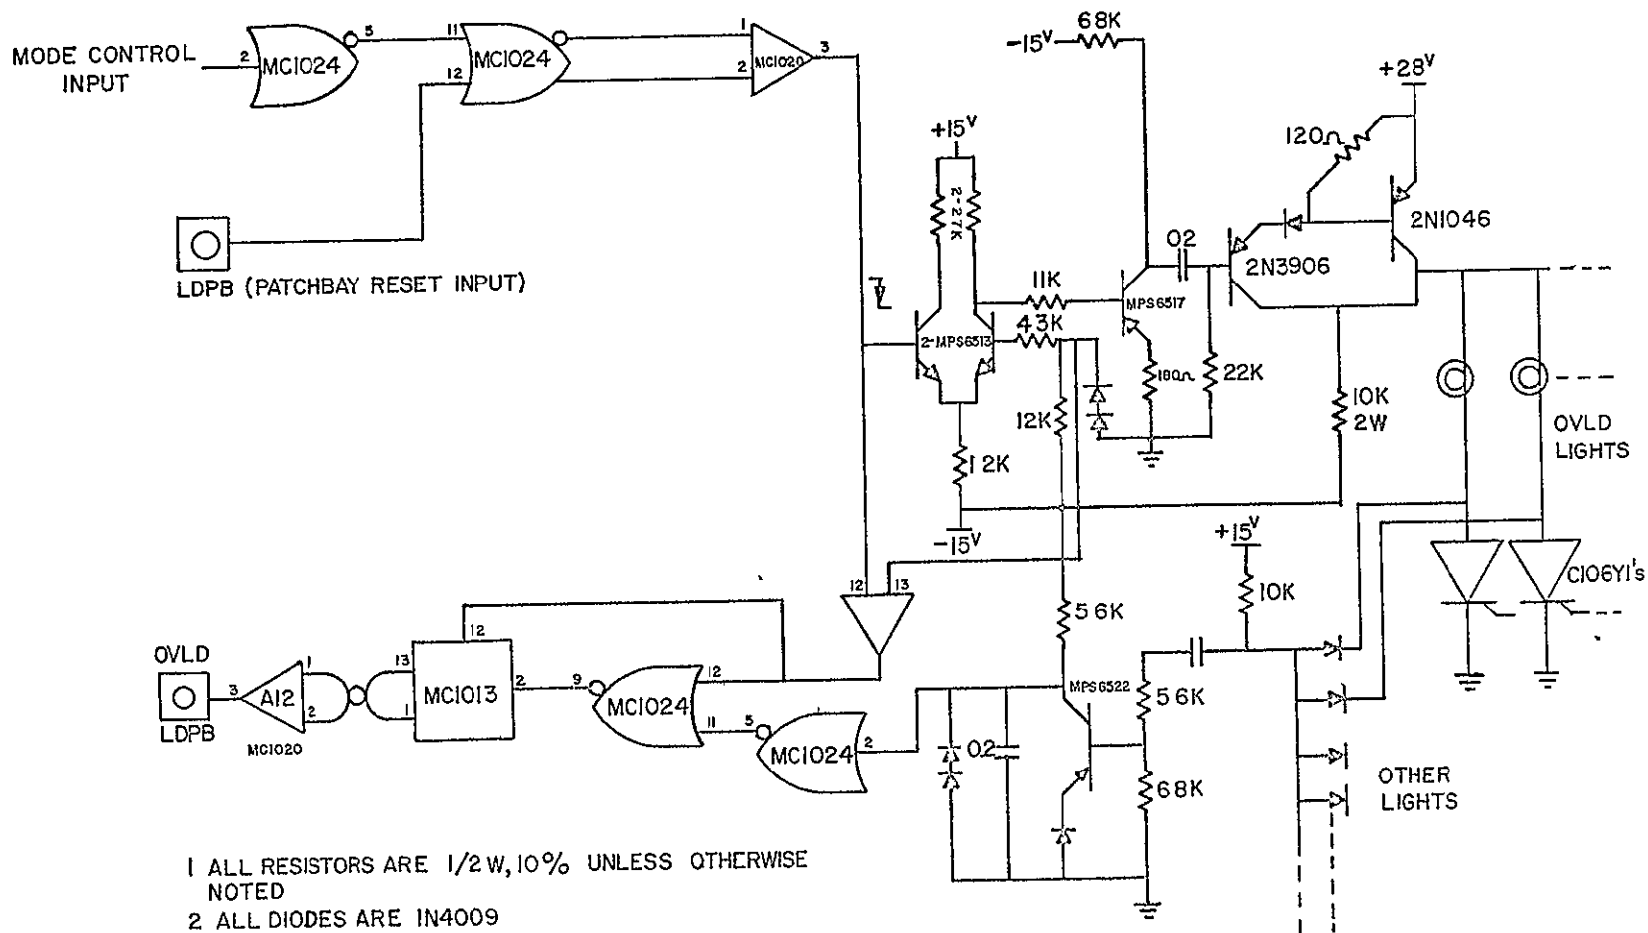 MODE CONTROL
INPUT
2
MC1024
5
11
12
MC1024
1
2
MC1020
3
LDPB (PATCHBAY RESET INPUT)
-15V
68K
+28V
120Ω
2N1046
2N3906
+15V
2-27K
11K
43K
2-MPS6513
MPS6517
02
180Ω
22K
12K
12K
-15V
10K
2W
OVLD
LIGHTS
C106Y1's
+15V
10K
12
13
56K
MPS6522
56K
68K
02
OTHER
LIGHTS
OVLD
LDPB
3
A12
1
2
MC1020
13
1
12
MC1013
2
9
MC1024
12
11
5
MC1024
2
1 ALL RESISTORS ARE 1/2W, 10% UNLESS OTHERWISE
NOTED
2 ALL DIODES ARE 1N4009